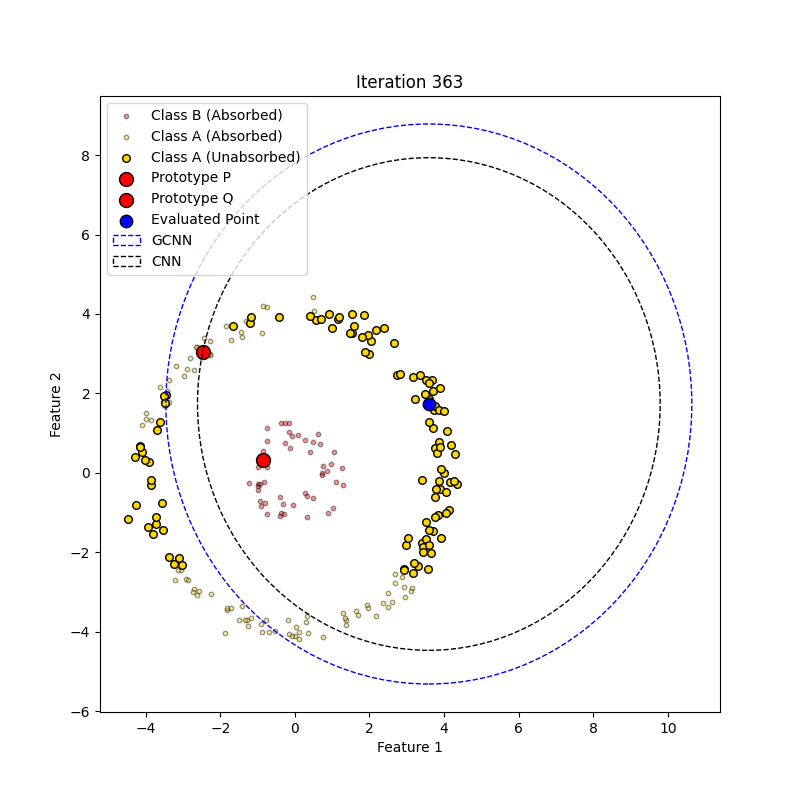 Iteration 363
Class B (Absorbed)
Class A (Absorbed)
Class A (Unabsorbed)
Prototype P
Prototype Q
Evaluated Point
GCNN
CNN
Feature 2
8
6
4
2
0
−2
−4
−6
−4 −2 0 2 4 6 8 10
Feature 1